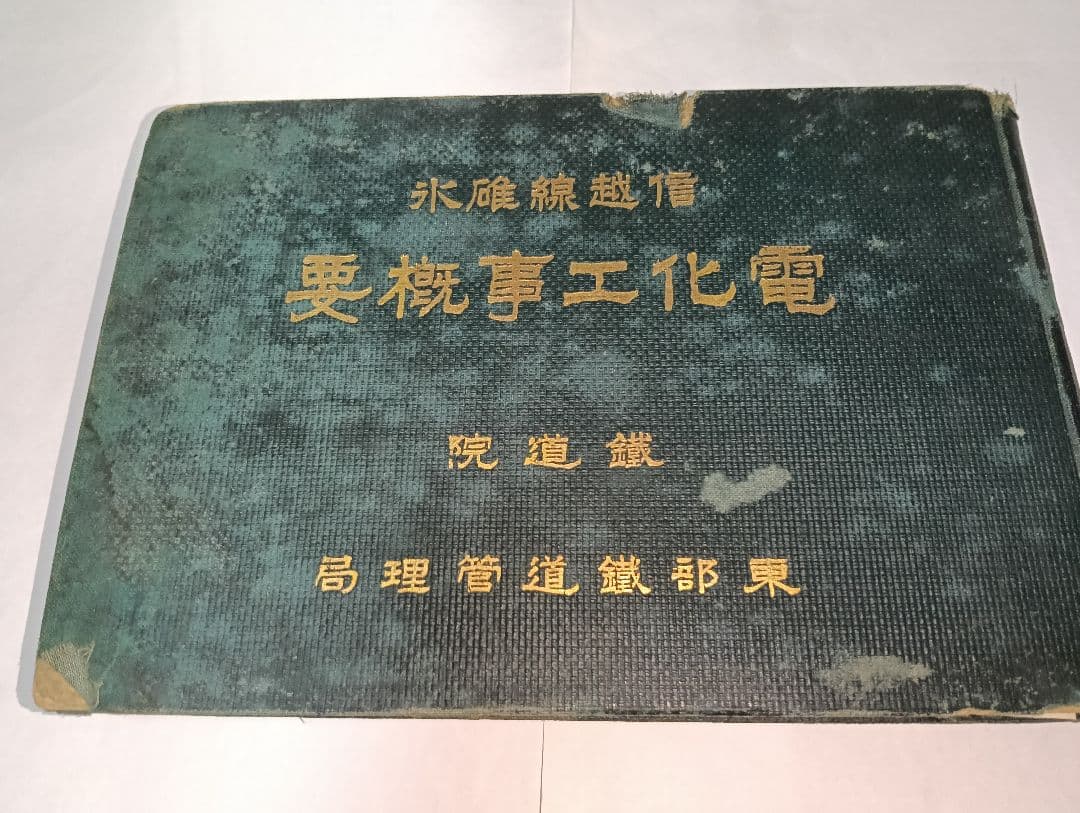 信越線碓氷
電化工事概要
鐵道院
東部鐵道管理局